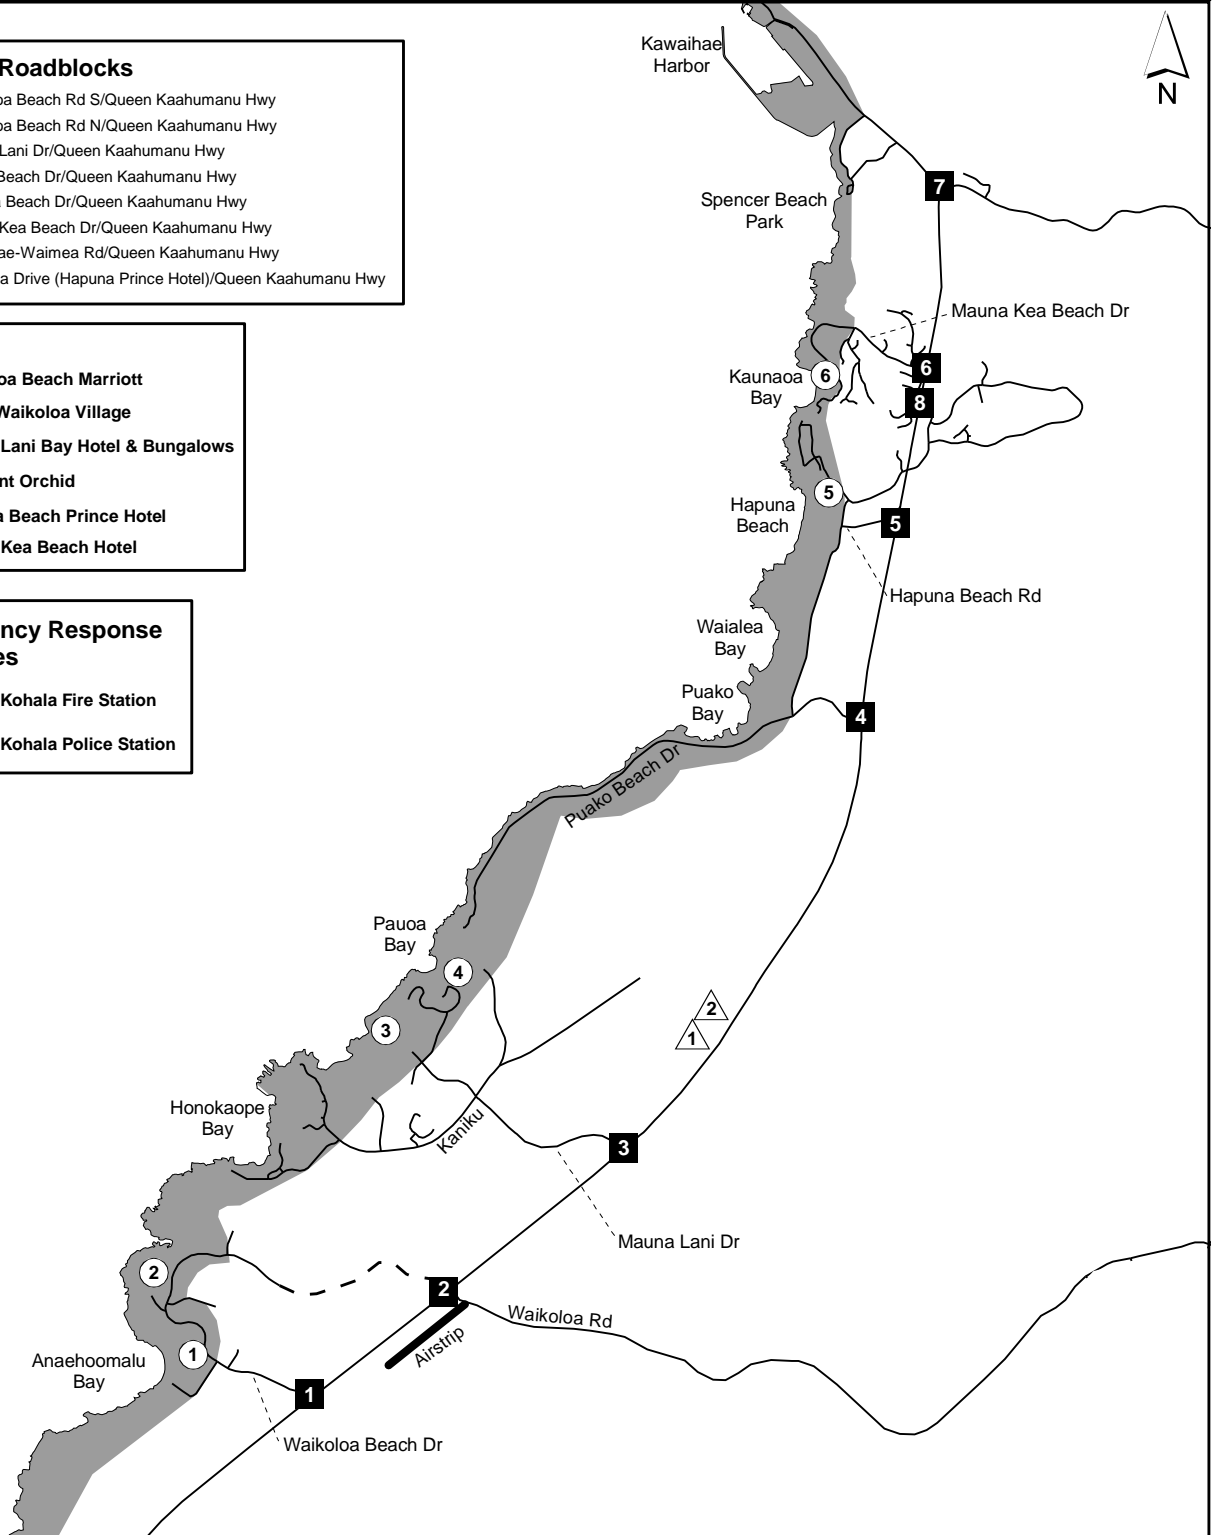 Roadblocks
oa Beach Rd S/Queen Kaahumanu Hwy
oa Beach Rd N/Queen Kaahumanu Hwy
Lani Dr/Queen Kaahumanu Hwy
Beach Dr/Queen Kaahumanu Hwy
a Beach Dr/Queen Kaahumanu Hwy
Kea Beach Dr/Queen Kaahumanu Hwy
ae-Waimea Rd/Queen Kaahumanu Hwy
a Drive (Hapuna Prince Hotel)/Queen Kaahumanu Hwy
oa Beach Marriott
Waikoloa Village
Lani Bay Hotel & Bungalows
nt Orchid
a Beach Prince Hotel
Kea Beach Hotel
ncy Response
es
Kohala Fire Station
Kohala Police Station
Kawaihae
Harbor
N
7
Spencer Beach
Park
Mauna Kea Beach Dr
6
Kaunaoa
Bay
6
8
5
Hapuna
Beach
5
Hapuna Beach Rd
Waialea
Bay
Puako
Bay
4
Puako Beach Dr
Pauoa
Bay
4
3
2
1
Honokaope
Bay
Kaniku
3
Mauna Lani Dr
2
2
Waikoloa Rd
Airstrip
Anaehoomalu
Bay
1
1
Waikoloa Beach Dr